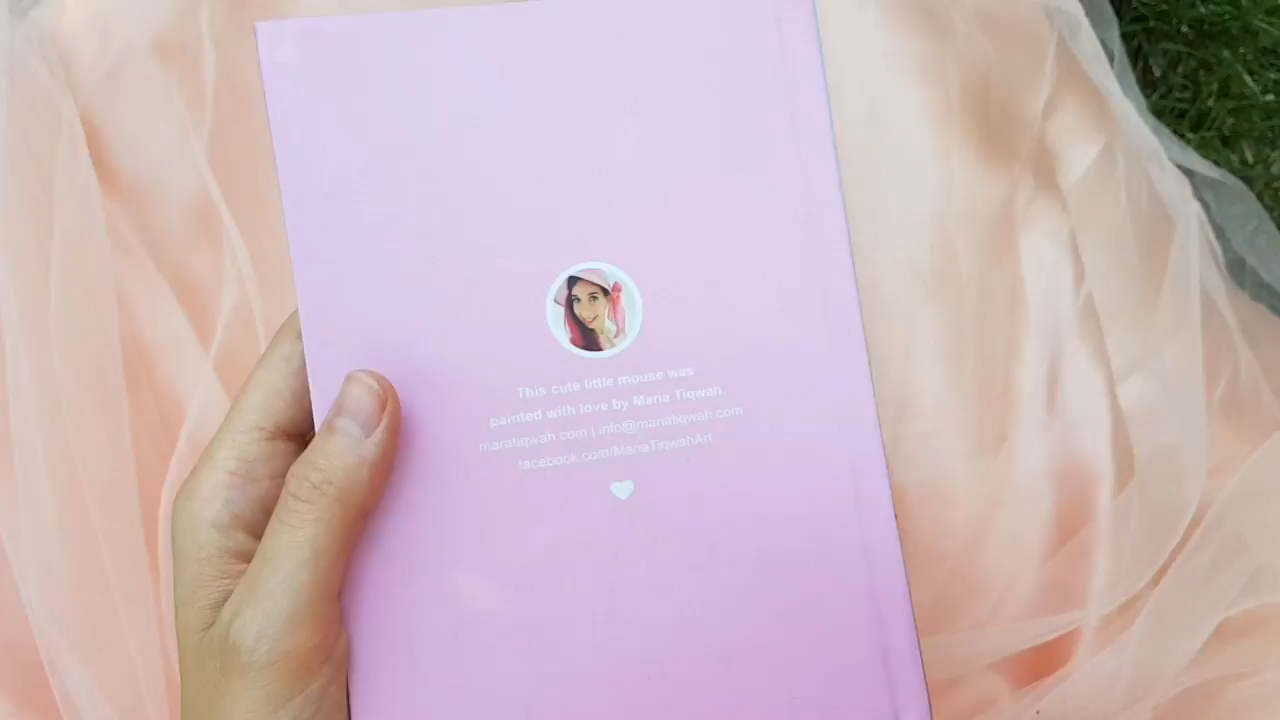 This cute little mouse was
painted with love by Maria Tiqwah.
mariatiqwah.com | info@mariatiqwah.com
facebook.com/MariaTiqwahArt